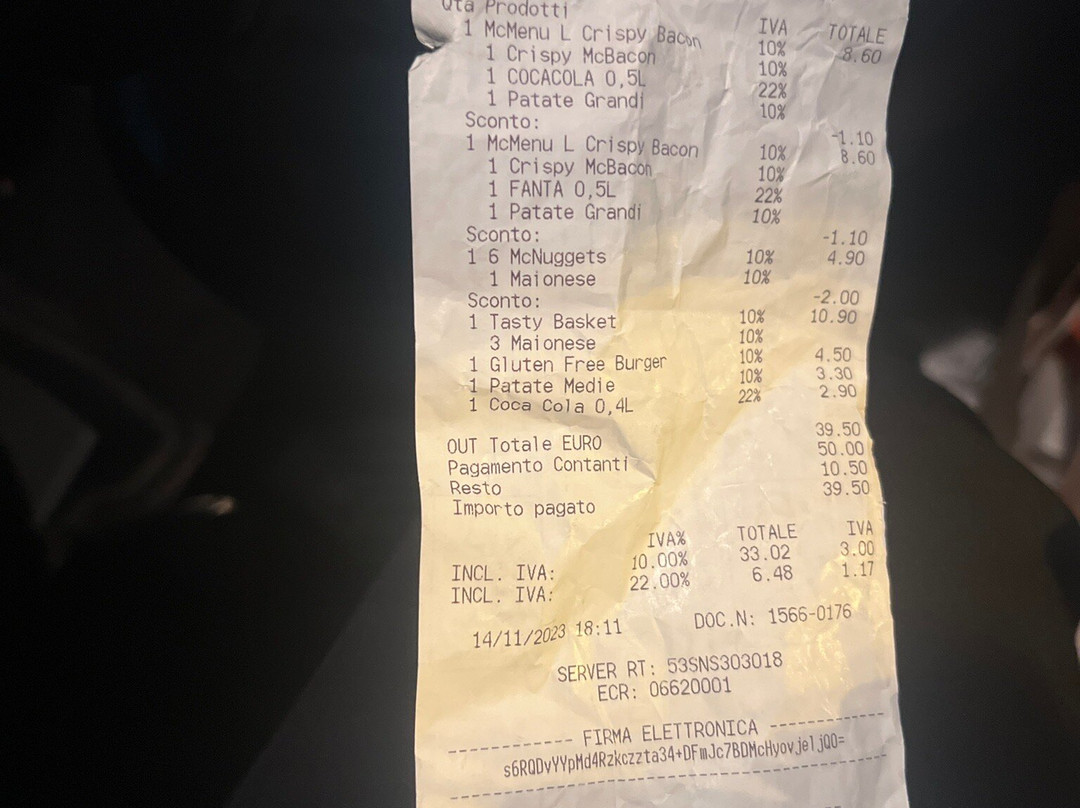 Qta Prodotti IVA TOTALE
1 McMenu L Crispy Bacon 10% 8.60
1 Crispy McBacon 10%
1 COCACOLA 0,5L 22%
1 Patate Grandi 10%
Sconto: -1.10
1 McMenu L Crispy Bacon 10% 8.60
1 Crispy McBacon 10%
1 FANTA 0,5L 22%
1 Patate Grandi 10%
Sconto: -1.10
1 6 McNuggets 10% 4.90
1 Maionese 10%
Sconto: -2.00
1 Tasty Basket 10% 10.90
3 Maionese 10%
1 Gluten Free Burger 10% 4.50
1 Patate Medie 10% 3.30
1 Coca Cola 0,4L 22% 2.90
OUT Totale EURO 39.50
Pagamento Contanti 50.00
Resto 10.50
Importo pagato 39.50
IVA% TOTALE IVA
INCL. IVA: 10.00% 33.02 3.00
INCL. IVA: 22.00% 6.48 1.17
14/11/2023 18:11 DOC.N: 1566-0176
SERVER RT: 53SNS303018
ECR: 06620001
----------- FIRMA ELETTRONICA -----------
s6RQDvYYpMd4Rzkczzta34+DFmJc7BDMcHyovjeljQ0=